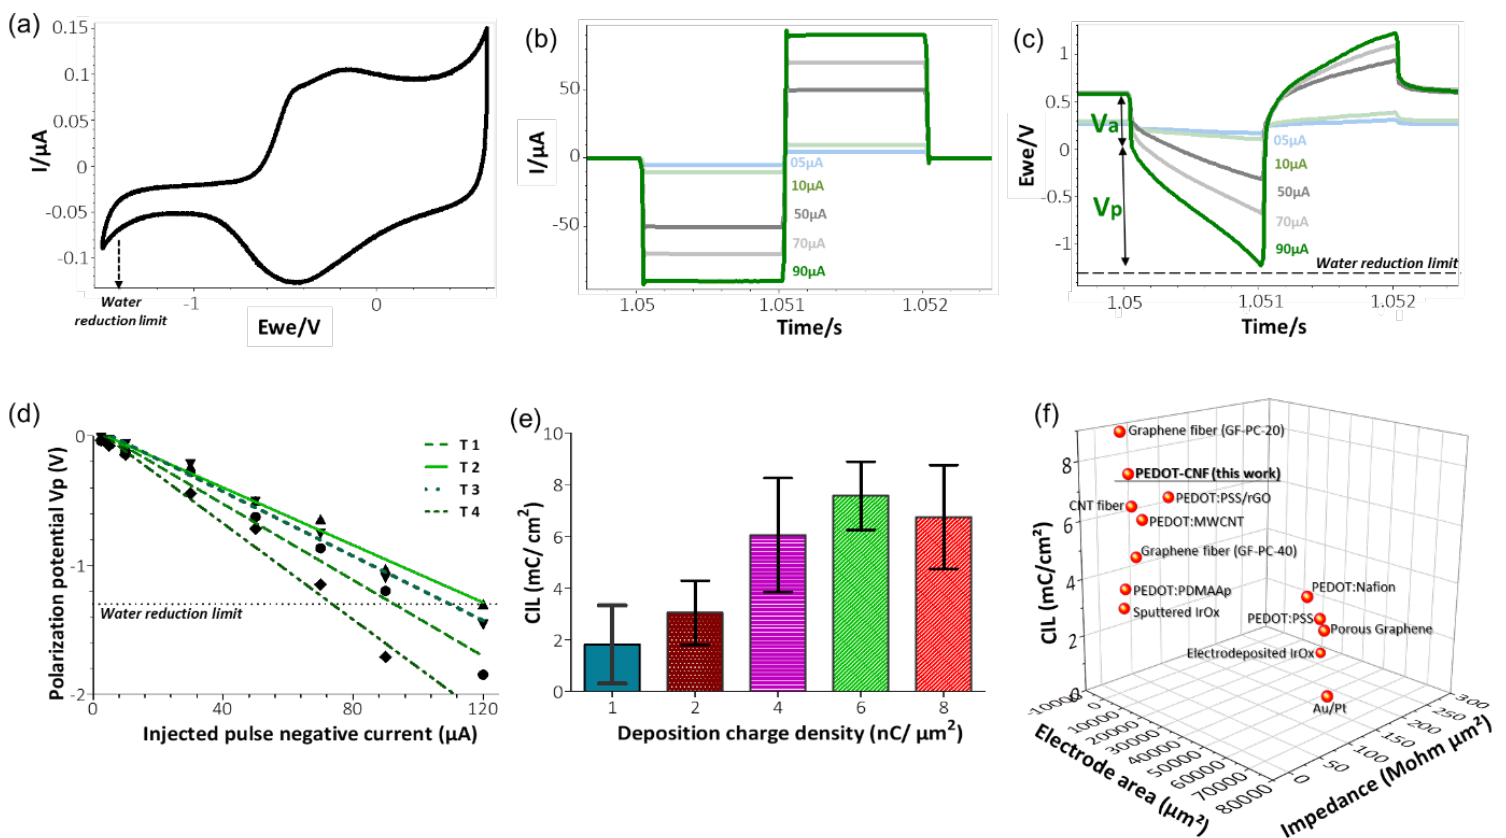 (a)
0.15
0.1
0.05
0
-0.05
-0.1
I/µA
-1
0
Water
reduction limit
Ewe/V
(b)
50
0
-50
I/µA
05µA
10µA
50µA
70µA
90µA
1.05
1.051
1.052
Time/s
(c)
1
0.5
0
-1
Ewe/V
Va
Vp
05µA
10µA
50µA
70µA
90µA
Water reduction limit
1.05
1.051
1.052
Time/s
(d)
0
-1
-2
Polarization potential Vp (V)
T 1
T 2
T 3
T 4
Water reduction limit
0
20
40
60
80
100
120
Injected pulse negative current (µA)
(e)
10
8
6
4
2
0
CIL (mC/ cm²)
1
2
4
6
8
Deposition charge density (nC/ µm²)
(f)
8
6
4
2
CIL (mC/cm²)
Graphene fiber (GF-PC-20)
PEDOT-CNF (this work)
PEDOT:PSS/rGO
CNT fiber
PEDOT:MWCNT
Graphene fiber (GF-PC-40)
PEDOT:PDMAAp
PEDOT:Nafion
Sputtered IrOx
PEDOT:PSS
Porous Graphene
Electrodeposited IrOx
Au/Pt
-10000
0
10000
20000
30000
40000
50000
60000
70000
80000
Electrode area (µm²)
0
50
100
150
200
250
300
Impedance (Mohm µm²)